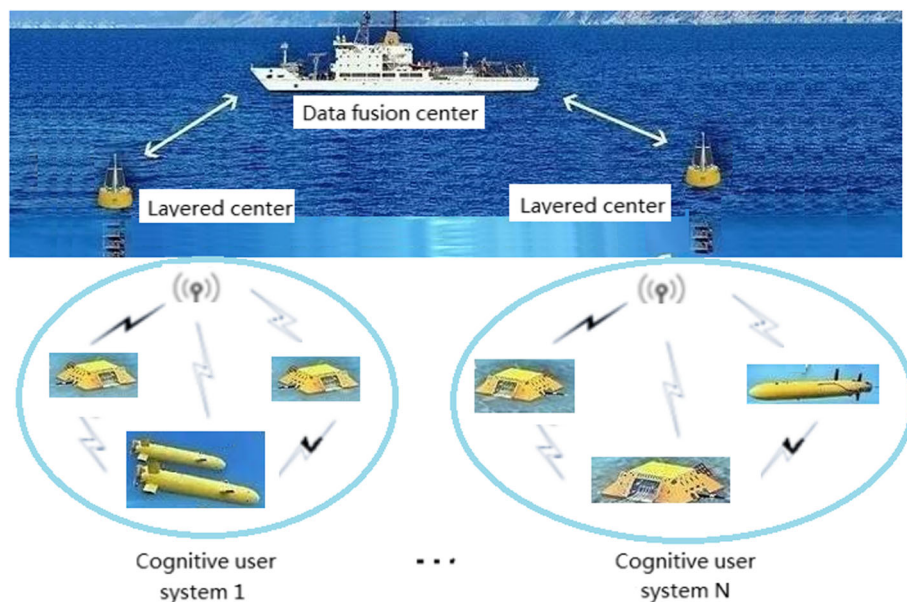 Data fusion center
Layered center
Layered center
Cognitive user
system 1
...
Cognitive user
system N